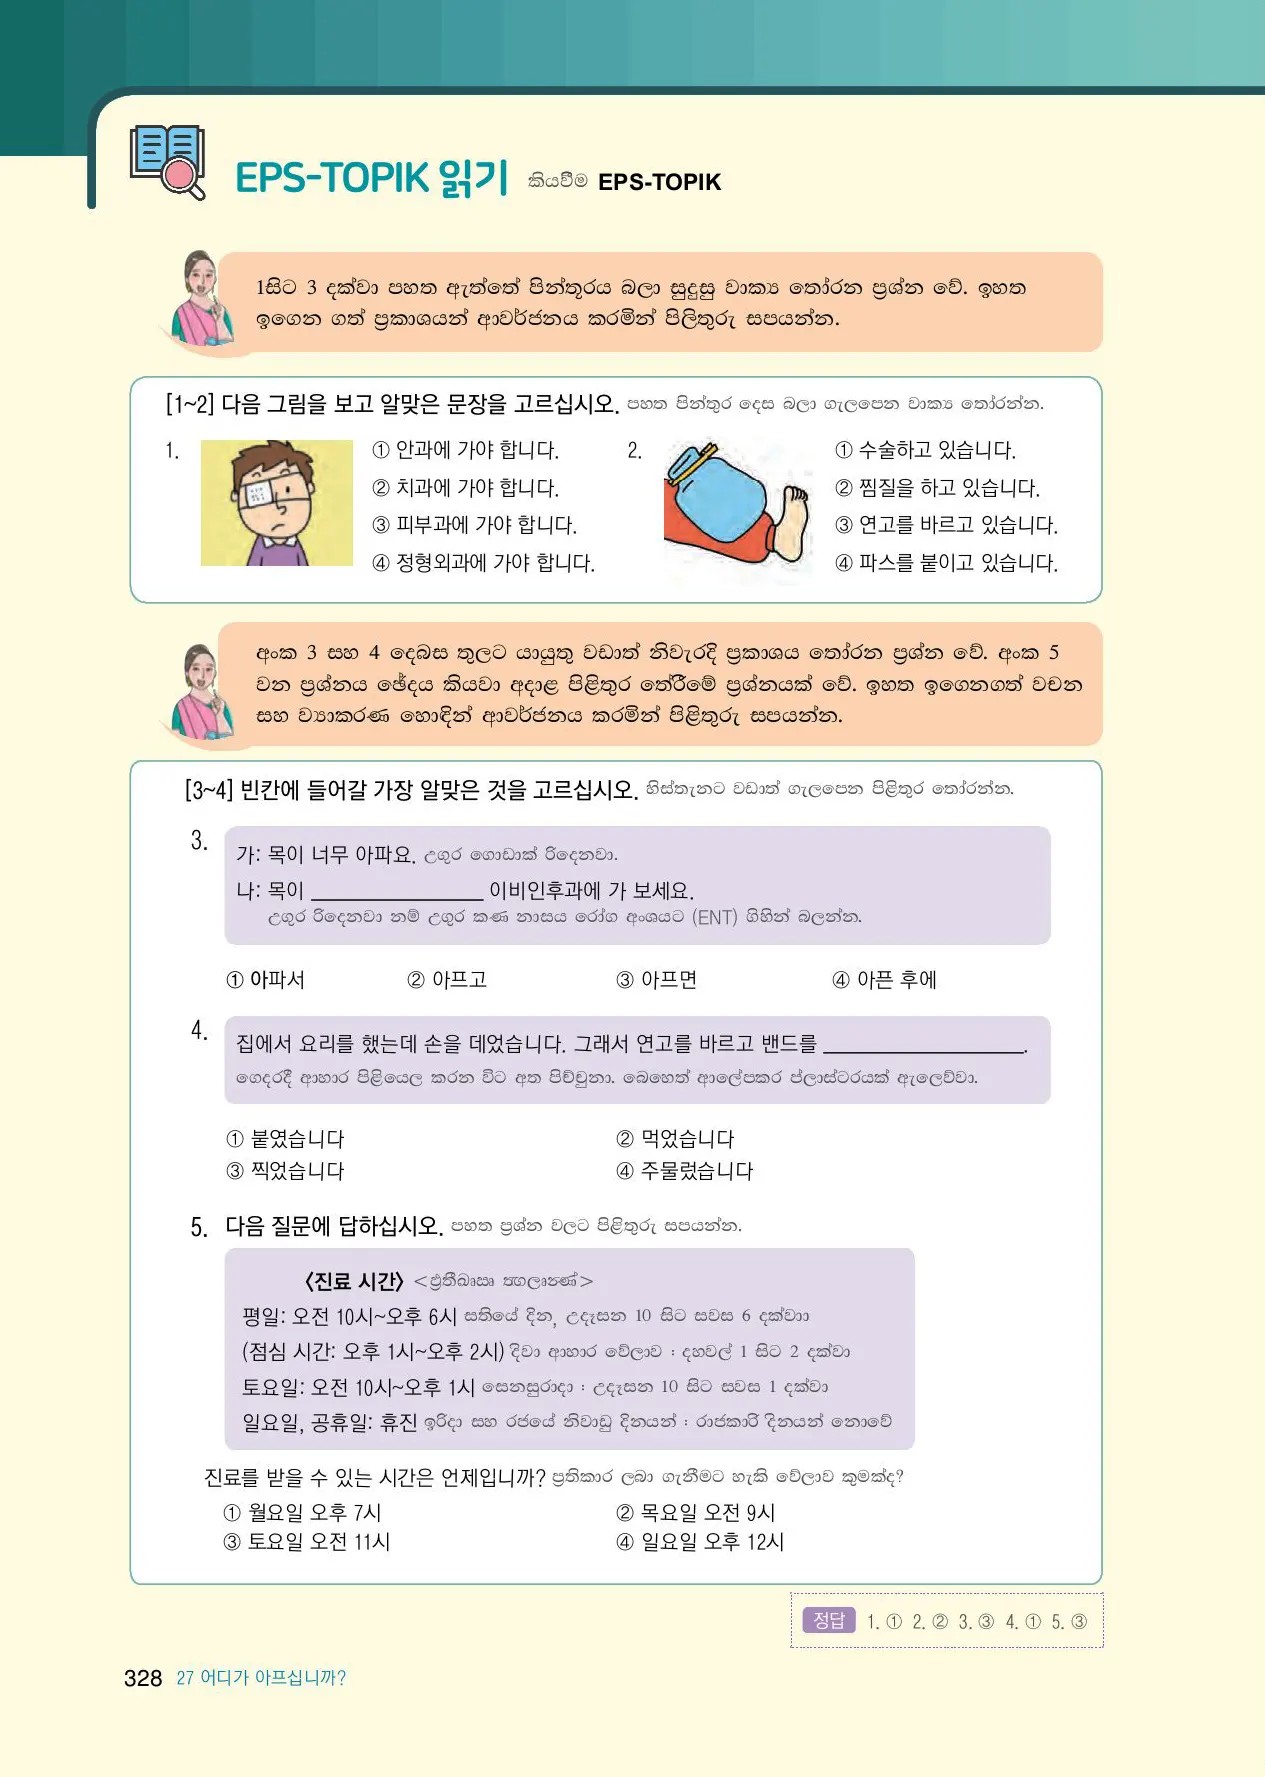 EPS-TOPIK 읽기 කියවීම EPS-TOPIK
1සිට 3 දක්වා පහත ඇත්තේ පින්තූරය බලා සුදුසු වාක්‍ය තෝරන ප්‍රශ්න වේ. ඉහත
ඉගෙන ගත් ප්‍රකාශයන් ආවර්ජනය කරමින් පිලිතුරු සපයන්න.
[1~2] 다음 그림을 보고 알맞은 문장을 고르십시오. පහත පින්තූර දෙස බලා ගැලපෙන වාක්‍ය තෝරන්න.
1.
① 안과에 가야 합니다.
② 치과에 가야 합니다.
③ 피부과에 가야 합니다.
④ 정형외과에 가야 합니다.
2.
① 수술하고 있습니다.
② 찜질을 하고 있습니다.
③ 연고를 바르고 있습니다.
④ 파스를 붙이고 있습니다.
අංක 3 සහ 4 දෙබස තුලට යායුතු වඩාත් නිවැරදි ප්‍රකාශය තෝරන ප්‍රශ්න වේ. අංක 5
වන ප්‍රශ්නය ඡේදය කියවා අදාළ පිළිතුර තේරීමේ ප්‍රශ්නයක් වේ. ඉහත ඉගෙනගත් වචන
සහ ව්‍යාකරණ හොඳින් ආවර්ජනය කරමින් පිළිතුරු සපයන්න.
[3~4] 빈칸에 들어갈 가장 알맞은 것을 고르십시오. හිස්තැනට වඩාත් ගැලපෙන පිළිතුර තෝරන්න.
3.
가: 목이 너무 아파요. උගුර ගොඩාක් රිදෙනවා.
나: 목이 ________________ 이비인후과에 가 보세요.
උගුර රිදෙනවා නම් උගුර කණ නාසය රෝග අංශයට (ENT) ගිහින් බලන්න.
① 아파서 ② 아프고 ③ 아프면 ④ 아픈 후에
4.
집에서 요리를 했는데 손을 데었습니다. 그래서 연고를 바르고 밴드를 ___________________.
ගෙදරදී ආහාර පිළියෙල කරන විට අත පිච්චුනා. බෙහෙත් ආලේපකර ප්ලාස්ටරයක් ඇලෙව්වා.
① 붙였습니다 ② 먹었습니다
③ 찍었습니다 ④ 주물렀습니다
5. 다음 질문에 답하십시오. පහත ප්‍රශ්න වලට පිළිතුරු සපයන්න.
〈진료 시간〉
평일: 오전 10시~오후 6시 සතියේ දින, උදෑසන 10 සිට සවස 6 දක්වාා
(점심 시간: 오후 1시~오후 2시) දිවා ආහාර වේලාව : දහවල් 1 සිට 2 දක්වා
토요일: 오전 10시~오후 1시 සෙනසුරාදා : උදෑසන 10 සිට සවස 1 දක්වා
일요일, 공휴일: 휴진 ඉරිදා සහ රජයේ නිවාඩු දිනයන් : රාජකාරි දිනයන් නොවේ
진료를 받을 수 있는 시간은 언제입니까? ප්‍රතිකාර ලබා ගැනීමට හැකි වේලාව කුමක්ද?
① 월요일 오후 7시 ② 목요일 오전 9시
③ 토요일 오전 11시 ④ 일요일 오후 12시
정답 1. ① 2. ② 3. ③ 4. ① 5. ③
328 27 어디가 아프십니까?